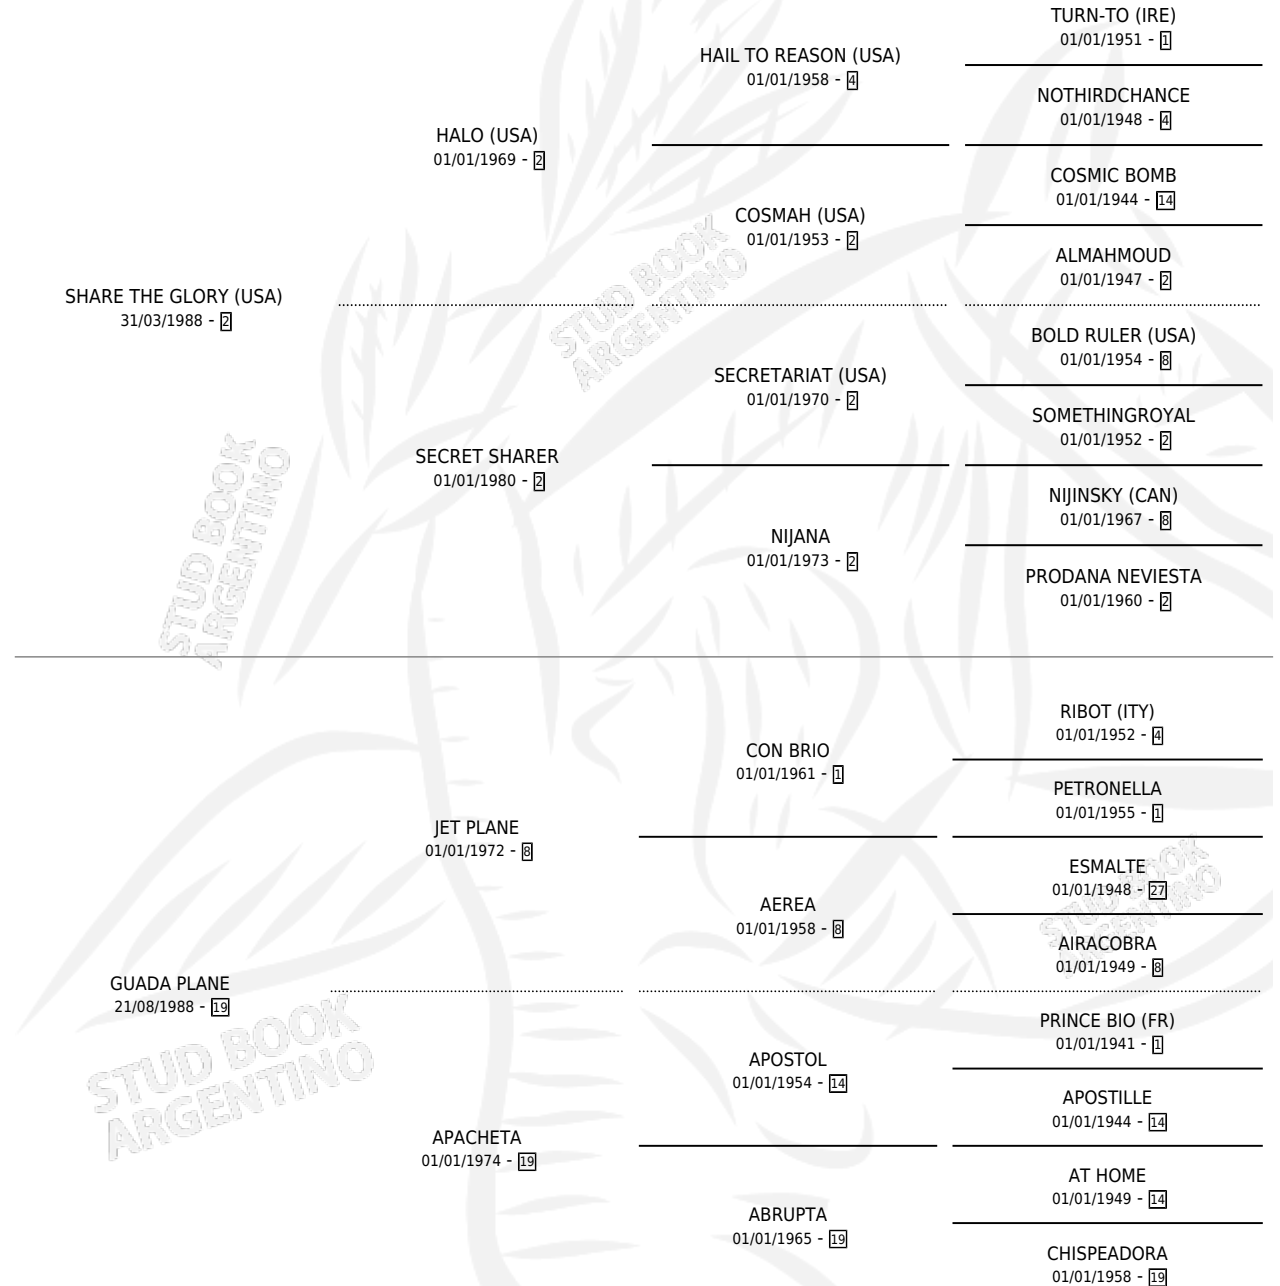 TURN-TO (IRE)
01/01/1951 - 1
HAIL TO REASON (USA)
01/01/1958 - 4
NOTHIRDCHANCE
01/01/1948 - 4
HALO (USA)
01/01/1969 - 2
COSMIC BOMB
01/01/1944 - 14
COSMAH (USA)
01/01/1953 - 2
ALMAHMOUD
01/01/1947 - 2
SHARE THE GLORY (USA)
31/03/1988 - 2
STUD BOOK
ARGENTINO
BOLD RULER (USA)
01/01/1954 - 8
SECRETARIAT (USA)
01/01/1970 - 2
SOMETHINGROYAL
01/01/1952 - 2
SECRET SHARER
01/01/1980 - 2
NIJINSKY (CAN)
01/01/1967 - 8
NIJANA
01/01/1973 - 2
PRODANA NEVIESTA
01/01/1960 - 2
STUD BOOK
ARGENTINO
RIBOT (ITY)
01/01/1952 - 4
CON BRIO
01/01/1961 - 1
PETRONELLA
01/01/1955 - 1
JET PLANE
01/01/1972 - 8
ESMALTE
01/01/1948 - 27
AEREA
01/01/1958 - 8
STUD BOOK
ARGENTINO
AIRACOBRA
01/01/1949 - 8
GUADA PLANE
21/08/1988 - 19
PRINCE BIO (FR)
01/01/1941 - 1
APOSTOL
01/01/1954 - 14
STUD BOOK
ARGENTINO
APOSTILLE
01/01/1944 - 14
APACHETA
01/01/1974 - 19
AT HOME
01/01/1949 - 14
ABRUPTA
01/01/1965 - 19
CHISPEADORA
01/01/1958 - 19